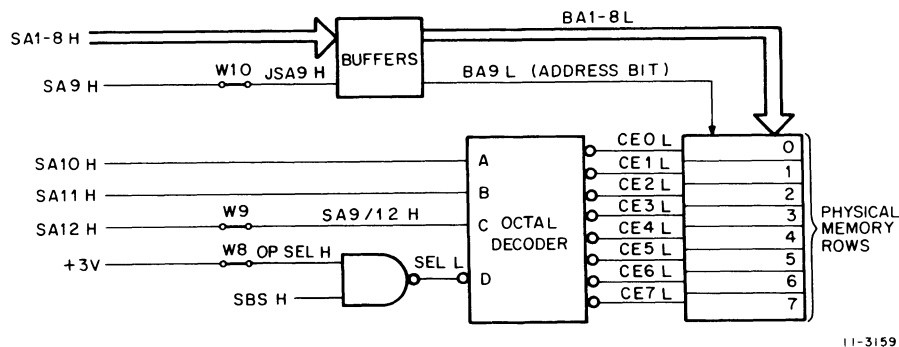 BA1-8 L
SA1-8 H
BUFFERS
W10 JSA9 H
SA9 H
BA9 L (ADDRESS BIT)
SA10 H
SA11 H
SA12 H
W9
SA9/12 H
+3V
W8
OP SEL H
SBS H
SEL L
A
B
C
D
OCTAL
DECODER
CE0 L
CE1 L
CE2 L
CE3 L
CE4 L
CE5 L
CE6 L
CE7 L
0
1
2
3
4
5
6
7
PHYSICAL
MEMORY
ROWS
11-3159